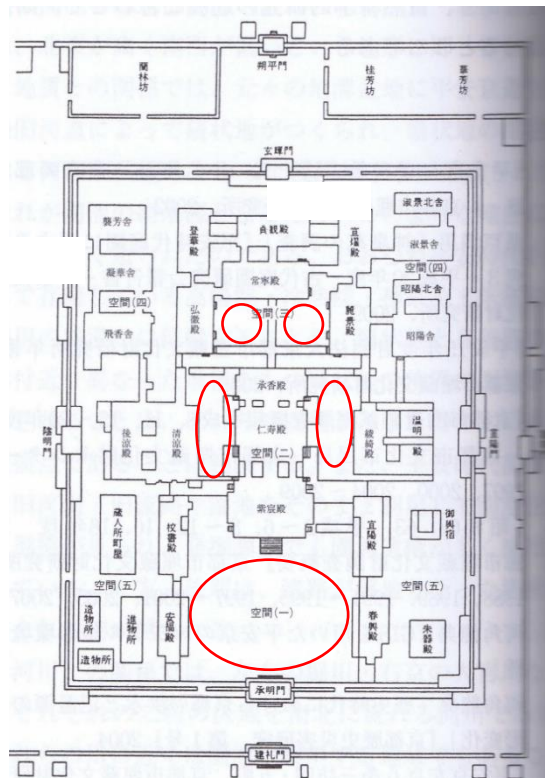 朔平門
蘭林坊
桂芳坊
華芳坊
玄輝門
淑景北舎
襲芳舎
登華殿
貞観殿
宣耀殿
淑景舎
凝華舎
常寧殿
空間(四)
昭陽北舎
空間(四)
弘徽殿
空間(三)
麗景殿
飛香舎
昭陽舎
承香殿
仁寿殿
陰明門
後涼殿
清涼殿
綾綺殿
温明殿
宣陽門
空間(二)
紫宸殿
蔵人所町屋
校書殿
宜陽殿
御輿宿
空間(五)
空間(五)
空間(一)
造物所
造物所
安福殿
春興殿
朱器殿
造物所
承明門
建礼門